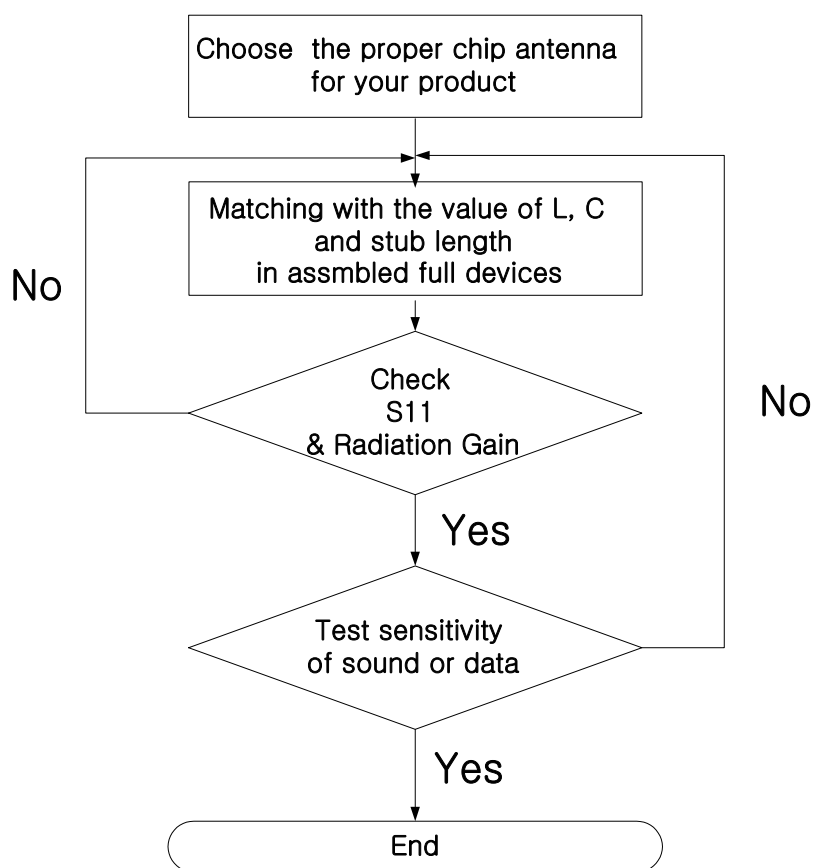 Choose the proper chip antenna
for your product
Matching with the value of L, C
and stub length
in assmbled full devices
No
Check
S11
& Radiation Gain
No
Yes
Test sensitivity
of sound or data
Yes
End